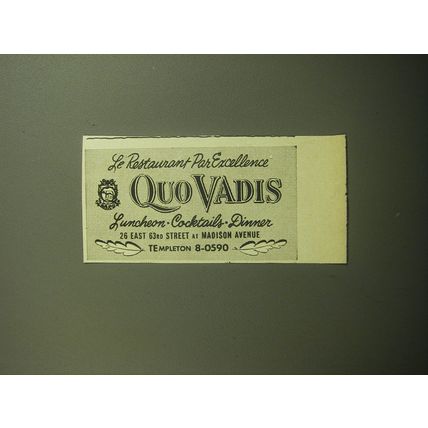 Le Restaurant Par Excellence
QUO VADIS
Luncheon · Cocktails · Dinner
26 EAST 63RD STREET AT MADISON AVENUE
TEMPLETON 8-0590